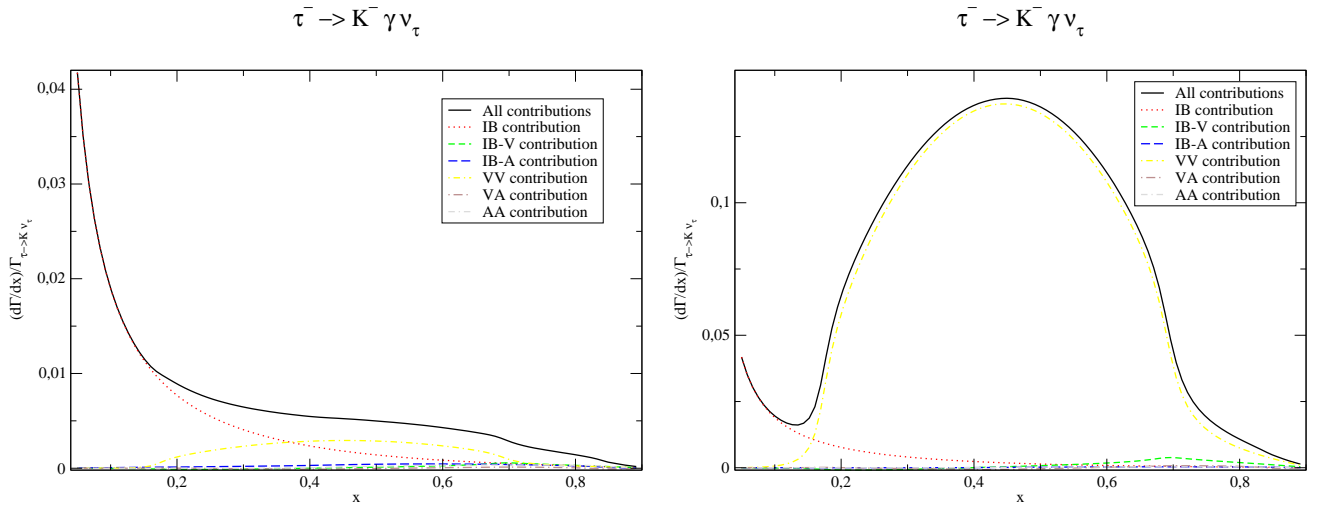 τ⁻ −> K⁻ γ ν_τ
0,04
0,03
0,02
0,01
0
(dΓ/dx)/Γ_τ−>K ν_τ
All contributions
IB contribution
IB-V contribution
IB-A contribution
VV contribution
VA contribution
AA contribution
0,2
0,4
0,6
0,8
x
τ⁻ −> K⁻ γ ν_τ
0,1
0,05
0
(dΓ/dx)/Γ_τ−>K ν_τ
All contributions
IB contribution
IB-V contribution
IB-A contribution
VV contribution
VA contribution
AA contribution
0,2
0,4
0,6
0,8
x